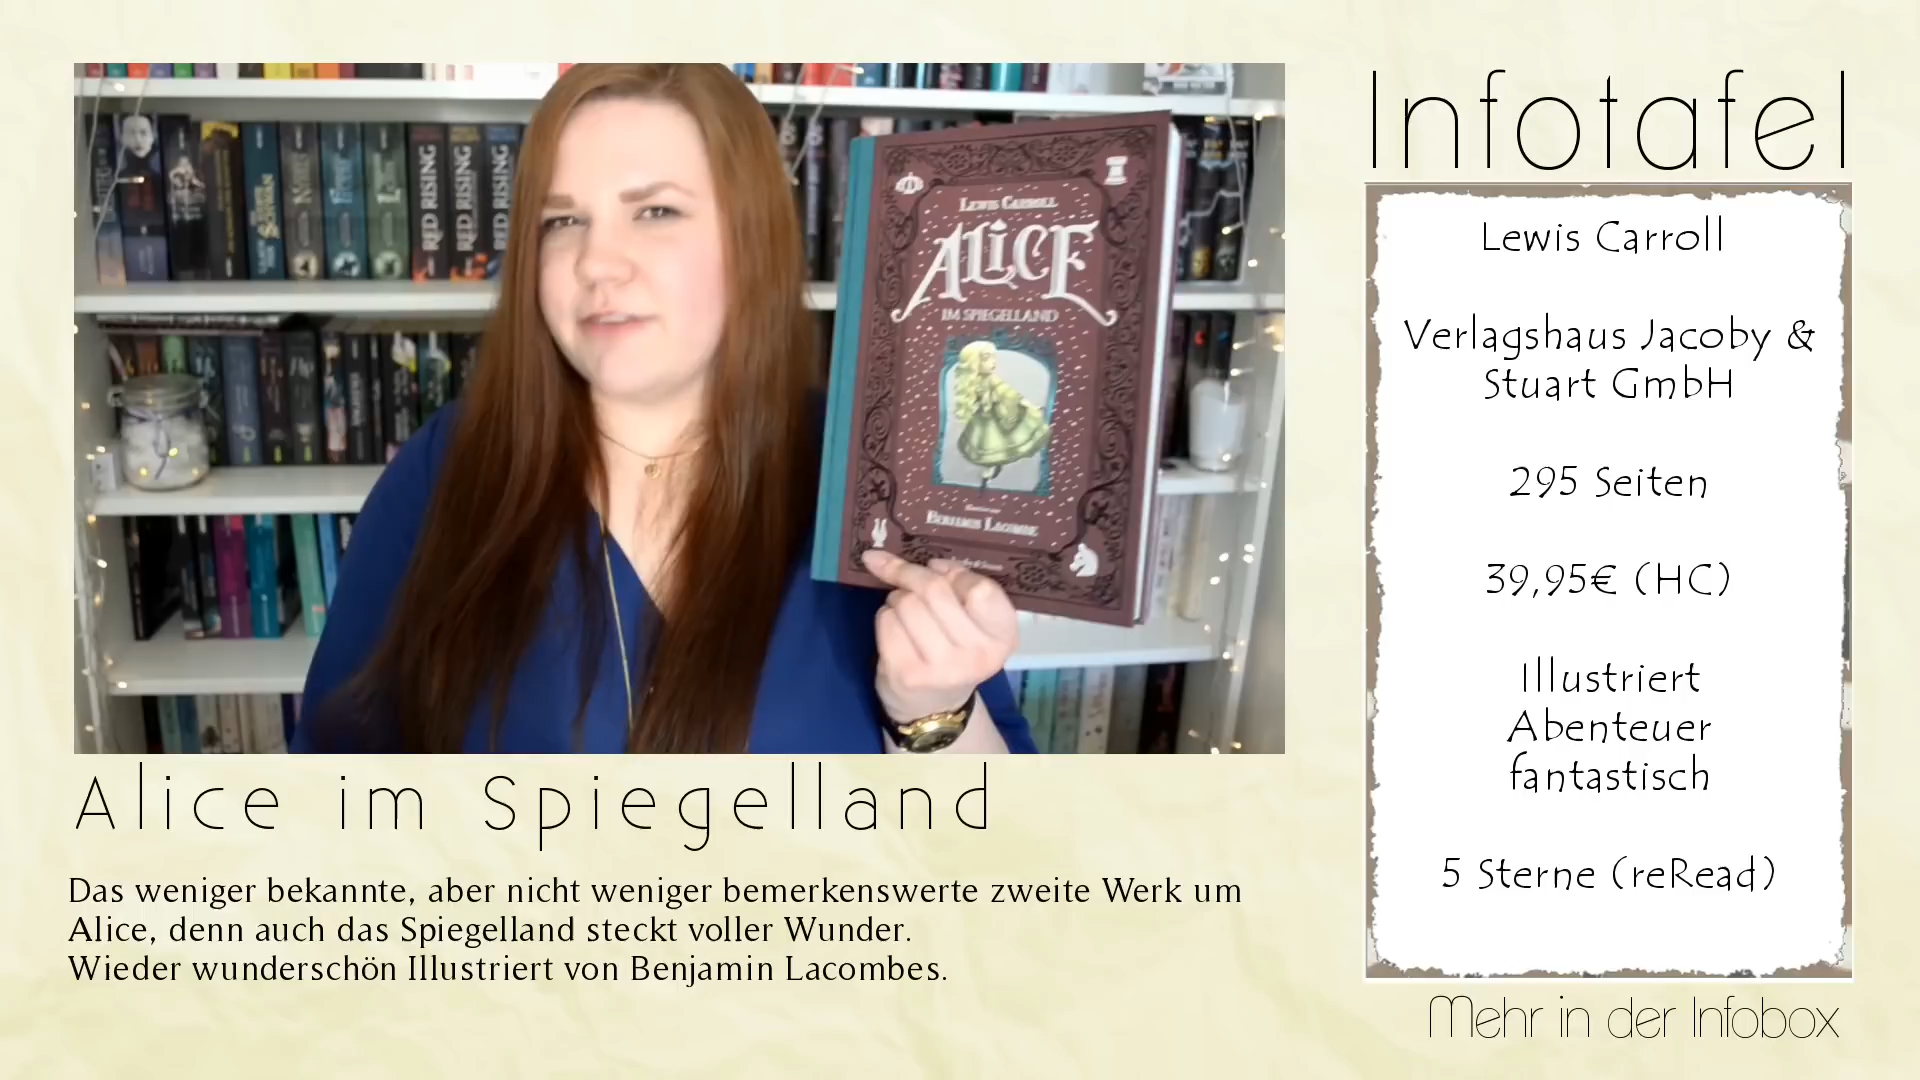 RED RISING
RED RISING
RED RISING
LEWIS CARROLL
ALiCE
IM SPIEGELLAND
BENJAMIN LACOMBE
Alice im Spiegelland
Das weniger bekannte, aber nicht weniger bemerkenswerte zweite Werk um
Alice, denn auch das Spiegelland steckt voller Wunder.
Wieder wunderschön Illustriert von Benjamin Lacombes.
Infotafel
Lewis Carroll
Verlagshaus Jacoby &
Stuart GmbH
295 Seiten
39,95€ (HC)
Illustriert
Abenteuer
fantastisch
5 Sterne (reRead)
Mehr in der Infobox